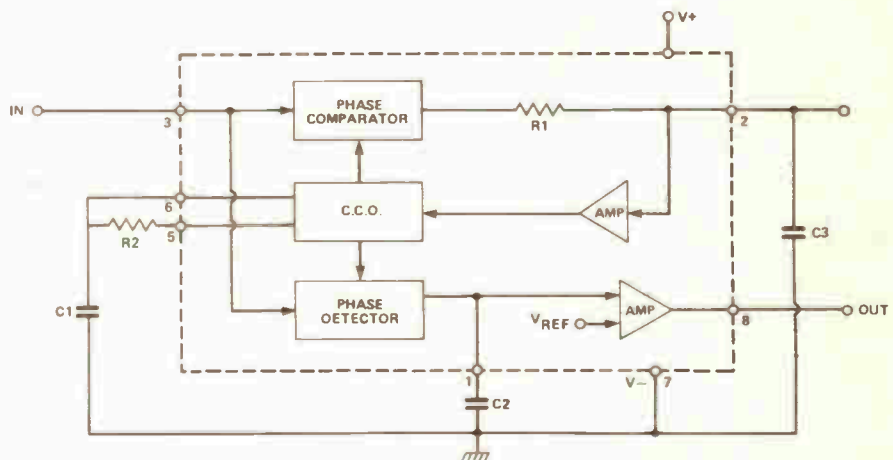 V+
IN
3
PHASE
COMPARATOR
R1
2
6
C.C.O.
AMP
R2
5
C3
C1
PHASE
OETECTOR
AMP
VREF
8
OUT
1
V–
7
C2